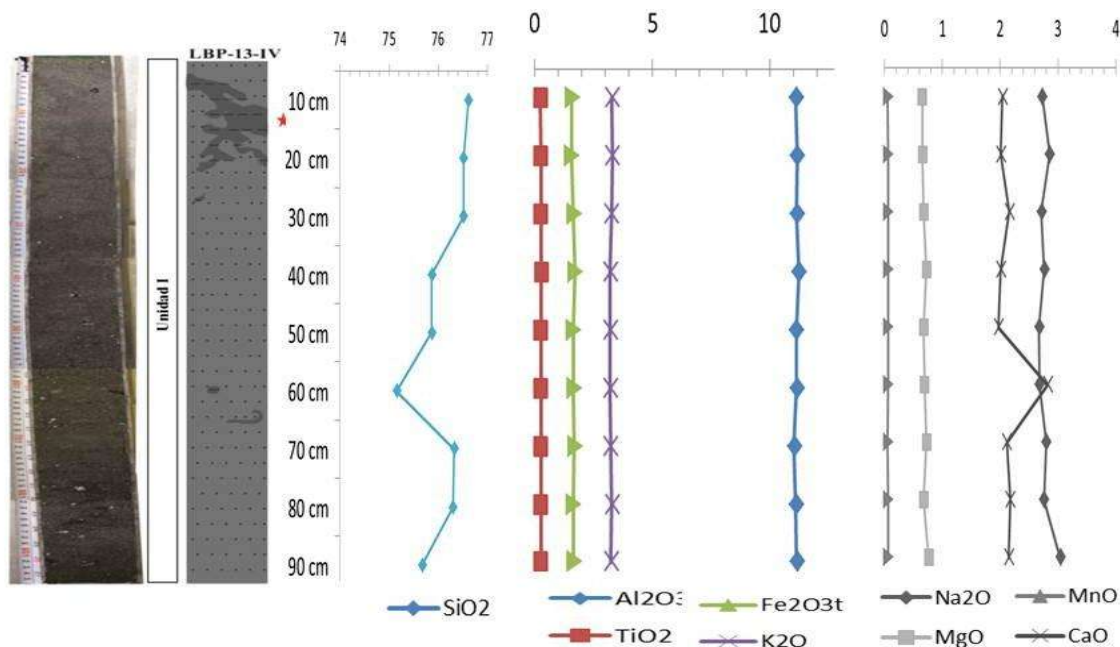 LBP-13-IV
Unidad I
74 75 76 77
0 5 10
0 1 2 3 4
10 cm
20 cm
30 cm
40 cm
50 cm
60 cm
70 cm
80 cm
90 cm
SiO2
Al2O3
Fe2O3t
TiO2
K2O
Na2O
MnO
MgO
CaO